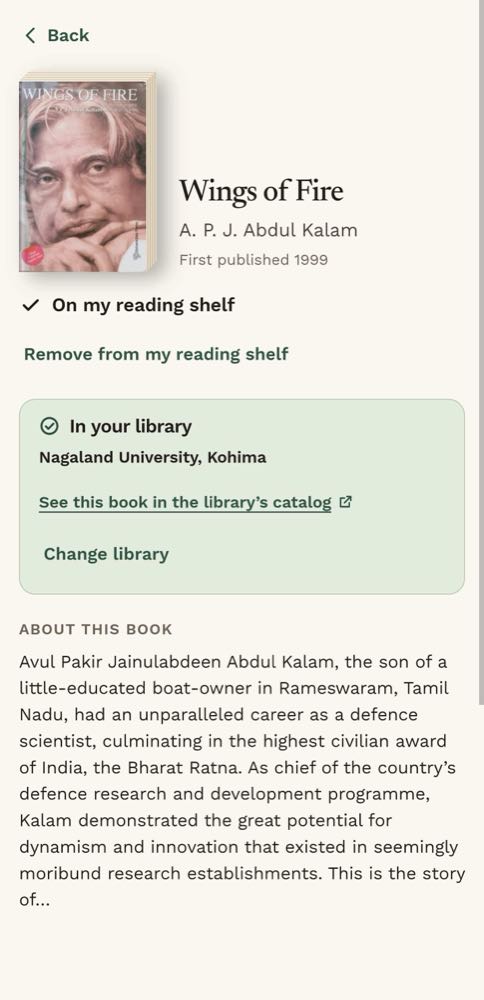 Back
WINGS OF FIRE
Wings of Fire
A. P. J. Abdul Kalam
First published 1999
On my reading shelf
Remove from my reading shelf
In your library
Nagaland University, Kohima
See this book in the library’s catalog
Change library
ABOUT THIS BOOK
Avul Pakir Jainulabdeen Abdul Kalam, the son of a
little-educated boat-owner in Rameswaram, Tamil
Nadu, had an unparalleled career as a defence
scientist, culminating in the highest civilian award
of India, the Bharat Ratna. As chief of the country’s
defence research and development programme,
Kalam demonstrated the great potential for
dynamism and innovation that existed in seemingly
moribund research establishments. This is the story
of...